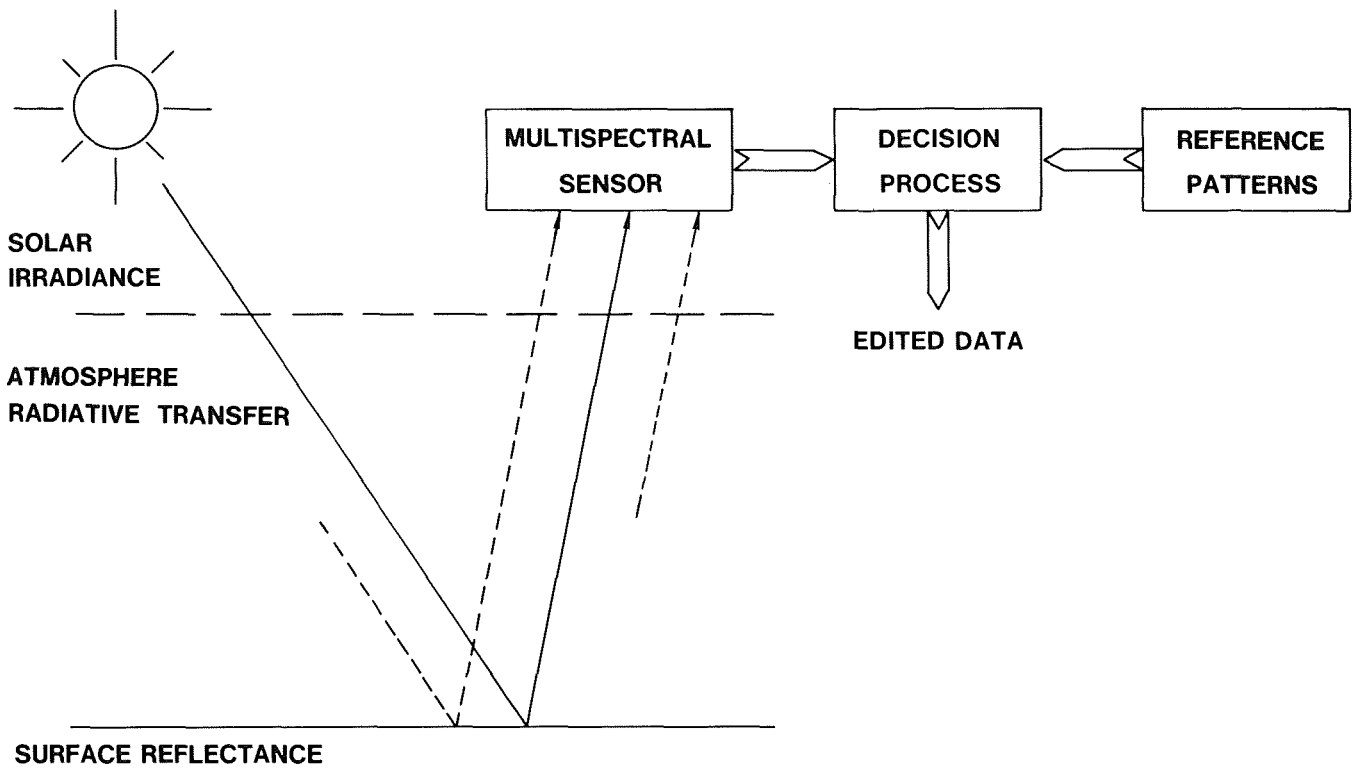 MULTISPECTRAL
SENSOR
DECISION
PROCESS
REFERENCE
PATTERNS
SOLAR
IRRADIANCE
EDITED DATA
ATMOSPHERE
RADIATIVE TRANSFER
SURFACE REFLECTANCE